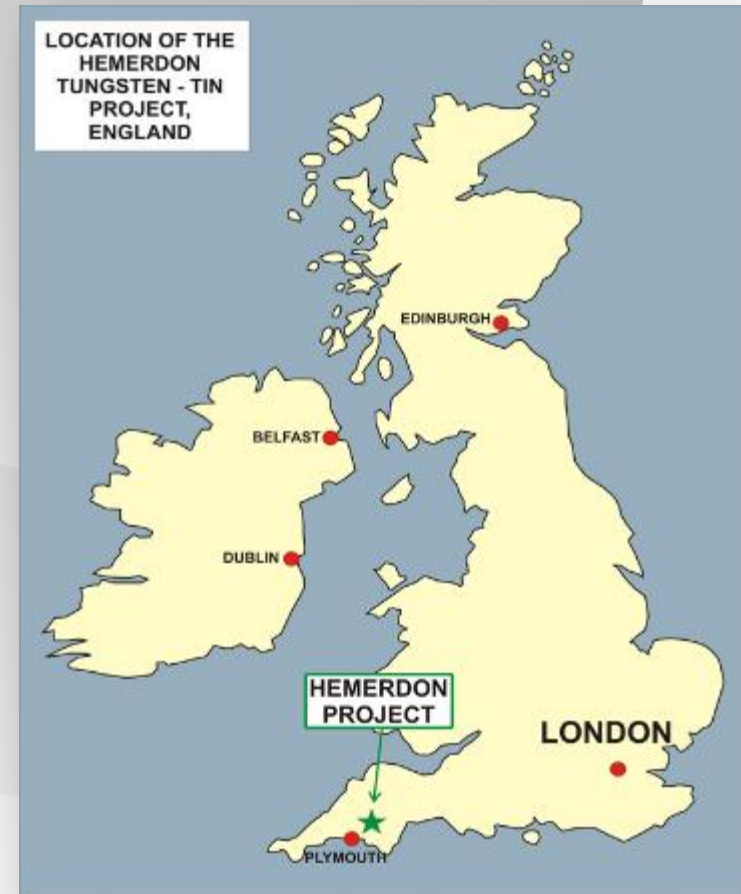 LOCATION OF THE
HEMERDON
TUNGSTEN - TIN
PROJECT,
ENGLAND
EDINBURGH
BELFAST
DUBLIN
HEMERDON
PROJECT
LONDON
PLYMOUTH